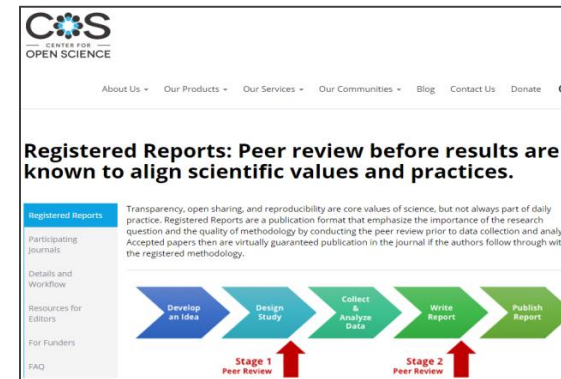 COS
CENTER FOR
OPEN SCIENCE
About Us Our Products Our Services Our Communities Blog Contact Us Donate
Registered Reports: Peer review before results are
known to align scientific values and practices.
Registered Reports
Participating
Journals
Details and
Workflow
Resources for
Editors
For Funders
FAQ
Transparency, open sharing, and reproducibility are core values of science, but not always part of daily
practice. Registered Reports are a publication format that emphasize the importance of the research
question and the quality of methodology by conducting the peer review prior to data collection and analy
Accepted papers then are virtually guaranteed publication in the journal if the authors follow through wit
the registered methodology.
Develop
an Idea
Design
Study
Collect
&
Analyze
Data
Write
Report
Publish
Report
Stage 1
Peer Review
Stage 2
Peer Review